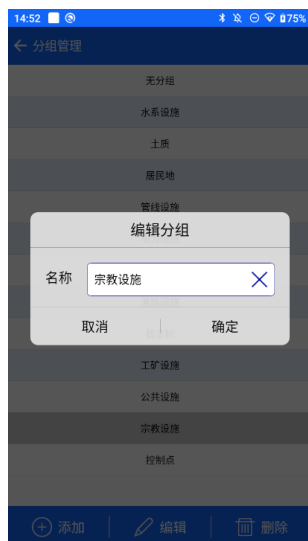 14:52 75%
分组管理
无分组
水系设施
土质
居民地
管线设施
编辑分组
名称 宗教设施
取消 确定
工矿设施
公共设施
宗教设施
控制点
添加 编辑 删除